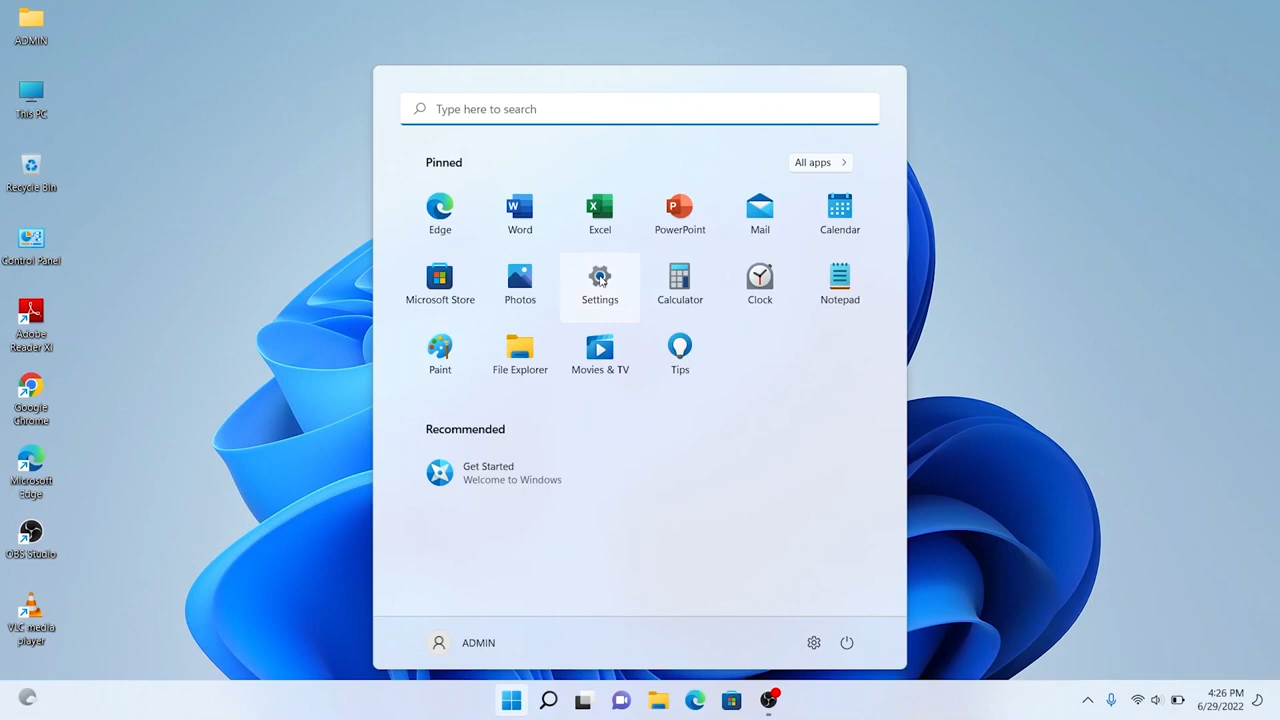 ADMIN
This PC
Recycle Bin
Control Panel
Adobe
Reader XI
Google
Chrome
Microsoft
Edge
OBS Studio
VLC media
player
Type here to search
Pinned
All apps
Edge
Word
Excel
PowerPoint
Mail
Calendar
Microsoft Store
Photos
Settings
Calculator
Clock
Notepad
Paint
File Explorer
Movies & TV
Tips
Recommended
Get Started
Welcome to Windows
ADMIN
4:26 PM
6/29/2022